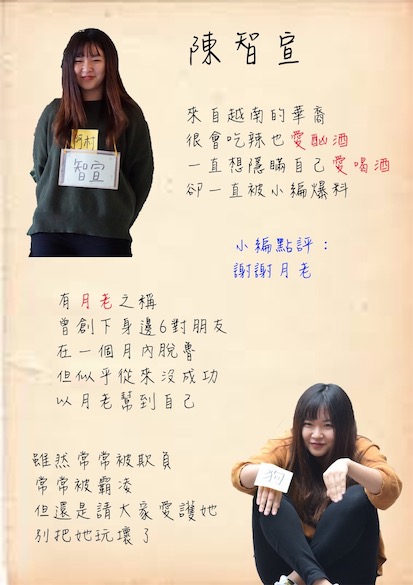 陳智宣
來自越南的華裔
很會吃辣也愛酗酒
一直想隱瞞自己愛喝酒
卻一直被小編爆料
阿村
智宣
小編點評：
謝謝月老
有月老之稱
曾創下身邊6對朋友
在一個月內脫魯
但似乎從來沒成功
以月老幫到自己
雖然常常被欺負
常常被霸凌
但還是請大家愛護她
別把她玩壞了